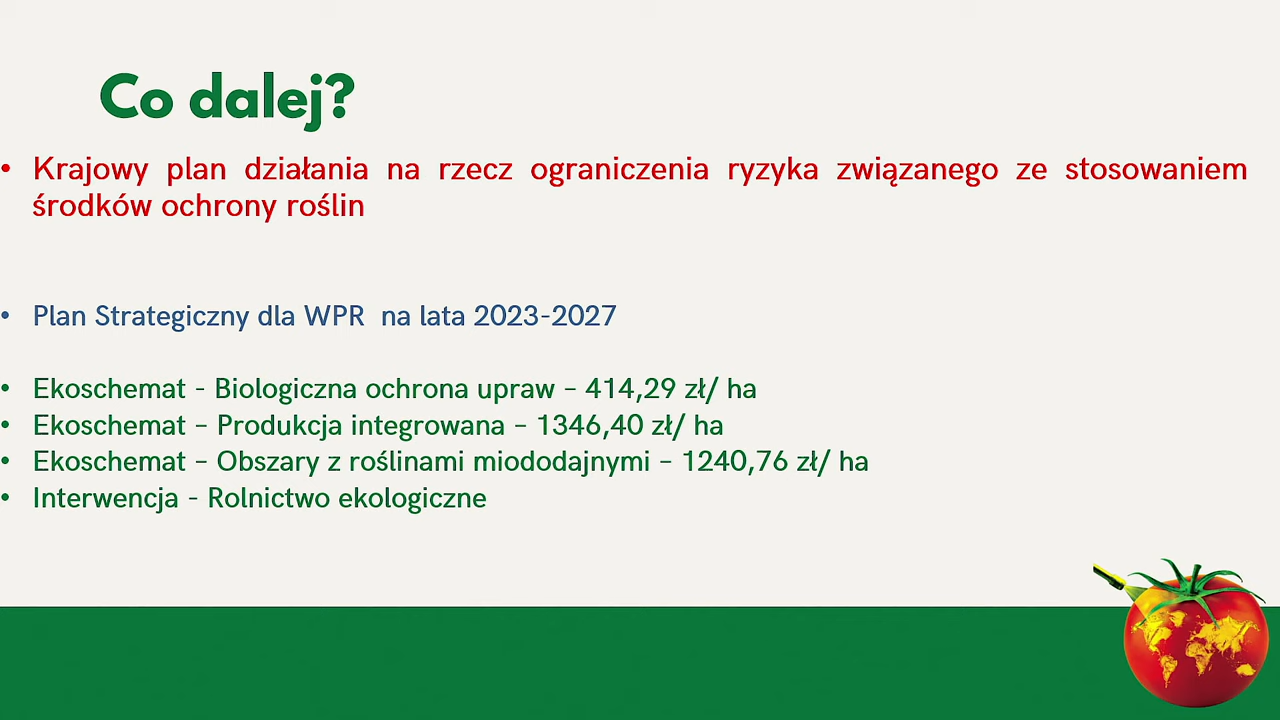 Co dalej?
• Krajowy plan działania na rzecz ograniczenia ryzyka związanego ze stosowaniem
środków ochrony roślin
• Plan Strategiczny dla WPR  na lata 2023-2027
• Ekoschemat - Biologiczna ochrona upraw – 414,29 zł/ ha
• Ekoschemat – Produkcja integrowana – 1346,40 zł/ ha
• Ekoschemat – Obszary z roślinami miododajnymi – 1240,76 zł/ ha
• Interwencja - Rolnictwo ekologiczne